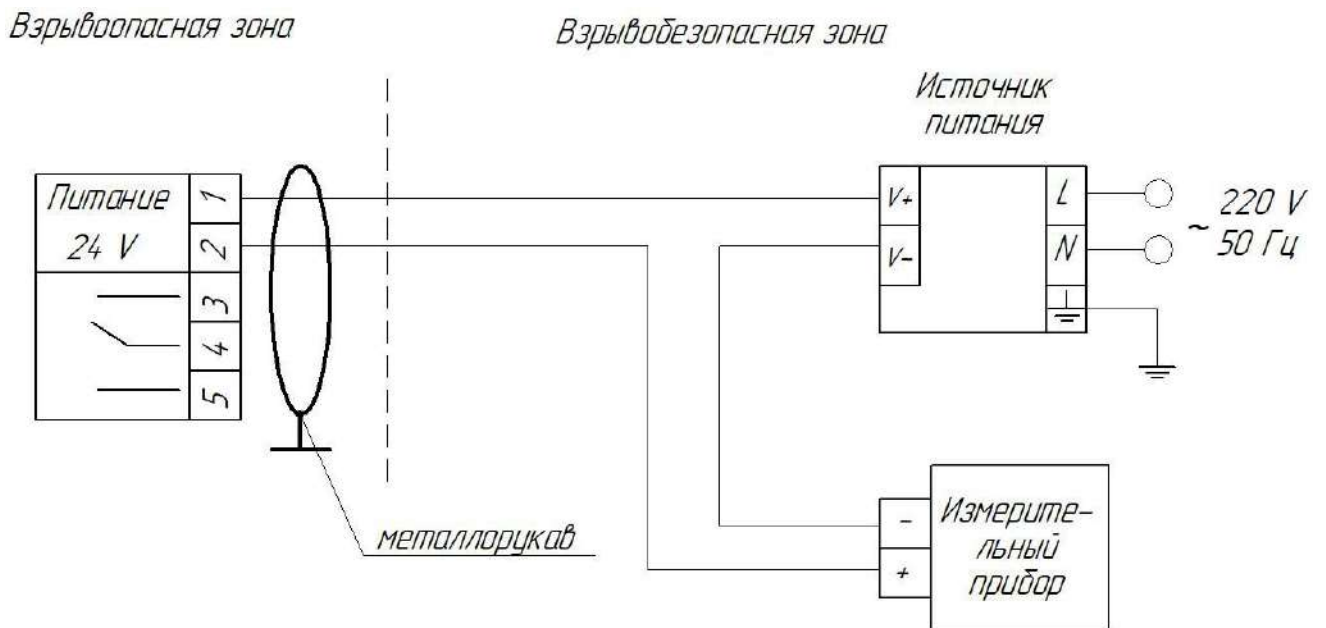 Взрывоопасная зона
Взрывобезопасная зона
Источник
питания
Питание
24 V
1
2
3
4
5
V+
V-
L
N
~ 220 V
50 Гц
металлорукав
-
+
Измерите-
льный
прибор